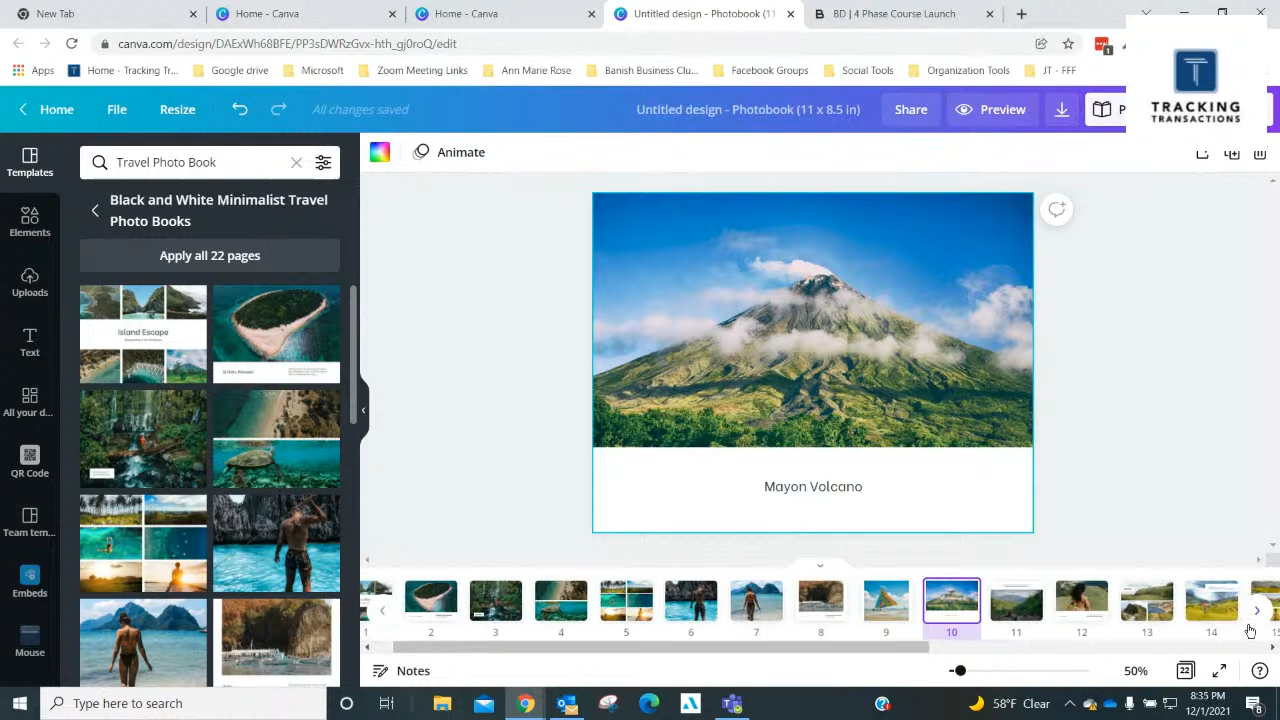 New Tab
Home - Canva
Home - Canva
Untitled design - Photobook (11
BD | 4 Phase Course Launch
canva.com/design/DAExWh68BFE/PP3sDWRzGvx-hth_gj0roQ/edit
1
Apps
Home - Tracking Tr...
Google drive
Microsoft
Zoom Meeting Links
Ann Marie Rose
Banish Business Clu...
Facebook Groups
Social Tools
Organization Tools
JT - FFF
T
TRACKING
TRANSACTIONS
Home
File
Resize
All changes saved
Untitled design - Photobook (11 x 8.5 in)
Share
Preview
P
Templates
Elements
Uploads
Text
All your d...
QR Code
Team tem...
Embeds
Mouse
Travel Photo Book
Black and White Minimalist Travel
Photo Books
Apply all 22 pages
Island Escape
Animate
Mayon Volcano
1 2 3 4 5 6 7 8 9 10 11 12 13 14 15
Notes
50%
22
Type here to search
58°F Clear
8:35 PM
12/1/2021
8